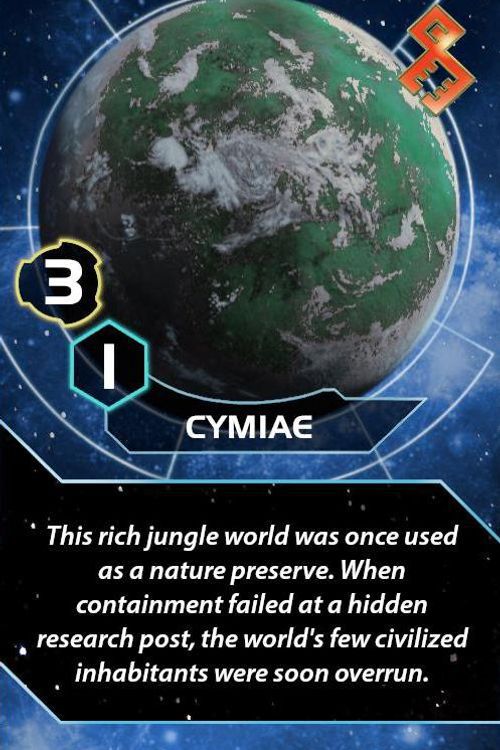 3
1
CYMIAE
This rich jungle world was once used
as a nature preserve. When
containment failed at a hidden
research post, the world's few civilized
inhabitants were soon overrun.